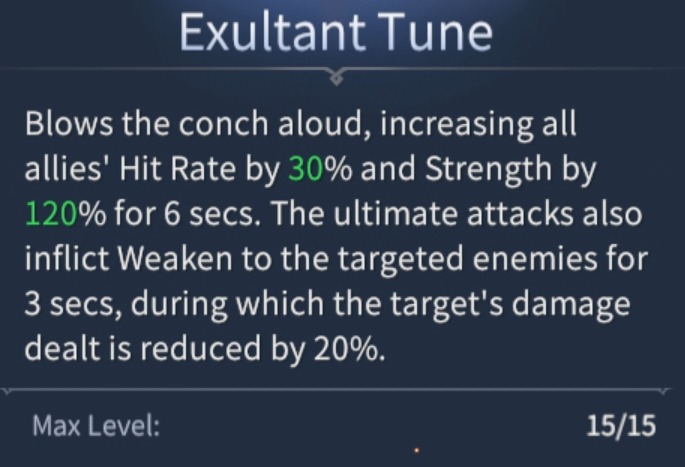 Exultant Tune
Blows the conch aloud, increasing all
allies' Hit Rate by 30% and Strength by
120% for 6 secs. The ultimate attacks also
inflict Weaken to the targeted enemies for
3 secs, during which the target's damage
dealt is reduced by 20%.
Max Level: 15/15